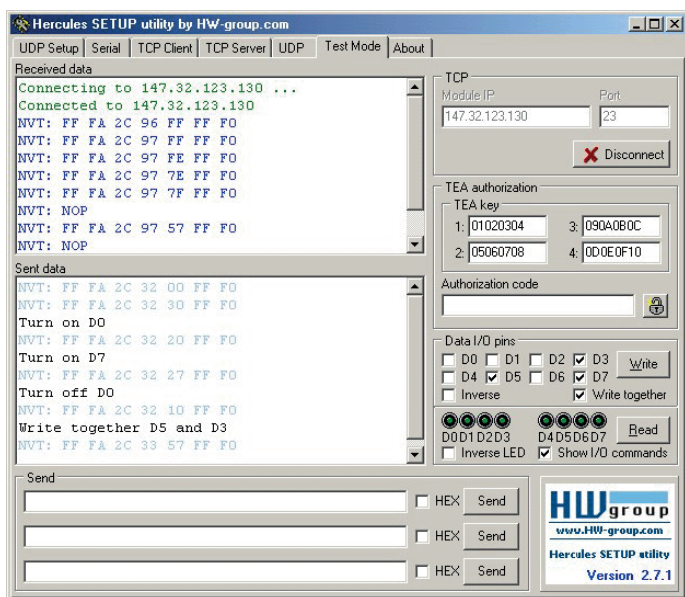 Hercules SETUP utility by HW-group.com
UDP Setup Serial TCP Client TCP Server UDP Test Mode About
Received data
Connecting to 147.32.123.130 ...
Connected to 147.32.123.130
NVT: FF FA 2C 96 FF FF F0
NVT: FF FA 2C 97 FF FF F0
NVT: FF FA 2C 97 FE FF F0
NVT: FF FA 2C 97 7E FF F0
NVT: FF FA 2C 97 7F FF F0
NVT: NOP
NVT: FF FA 2C 97 57 FF F0
NVT: NOP
Sent data
NVT: FF FA 2C 32 00 FF F0
NVT: FF FA 2C 32 30 FF F0
Turn on D0
NVT: FF FA 2C 32 20 FF F0
Turn on D7
NVT: FF FA 2C 32 27 FF F0
Turn off D0
NVT: FF FA 2C 32 10 FF F0
Write together D5 and D3
NVT: FF FA 2C 33 57 FF F0
TCP
Module IP Port
147.32.123.130 23
Disconnect
TEA authorization
TEA key
1: 01020304 3: 090A0B0C
2: 05060708 4: 0D0E0F10
Authorization code
Data I/O pins
D0 D1 D2 D3 Write
D4 D5 D6 D7
Inverse Write together
D0D1D2D3 D4D5D6D7 Read
Inverse LED Show I/O commands
Send
HEX Send
HEX Send
HEX Send
HW group
www.HW-group.com
Hercules SETUP utility
Version 2.7.1